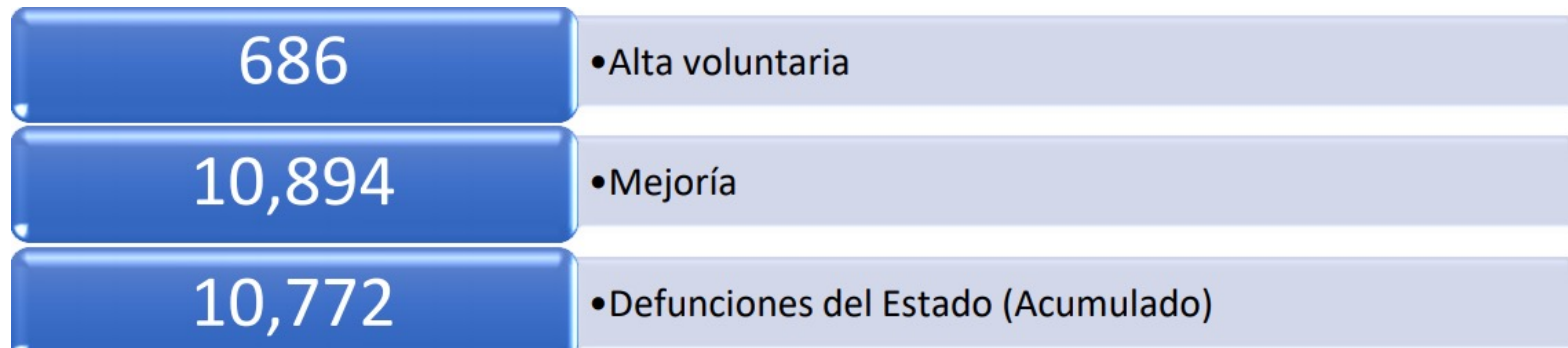 686
•Alta voluntaria
10,894
•Mejoría
10,772
•Defunciones del Estado (Acumulado)